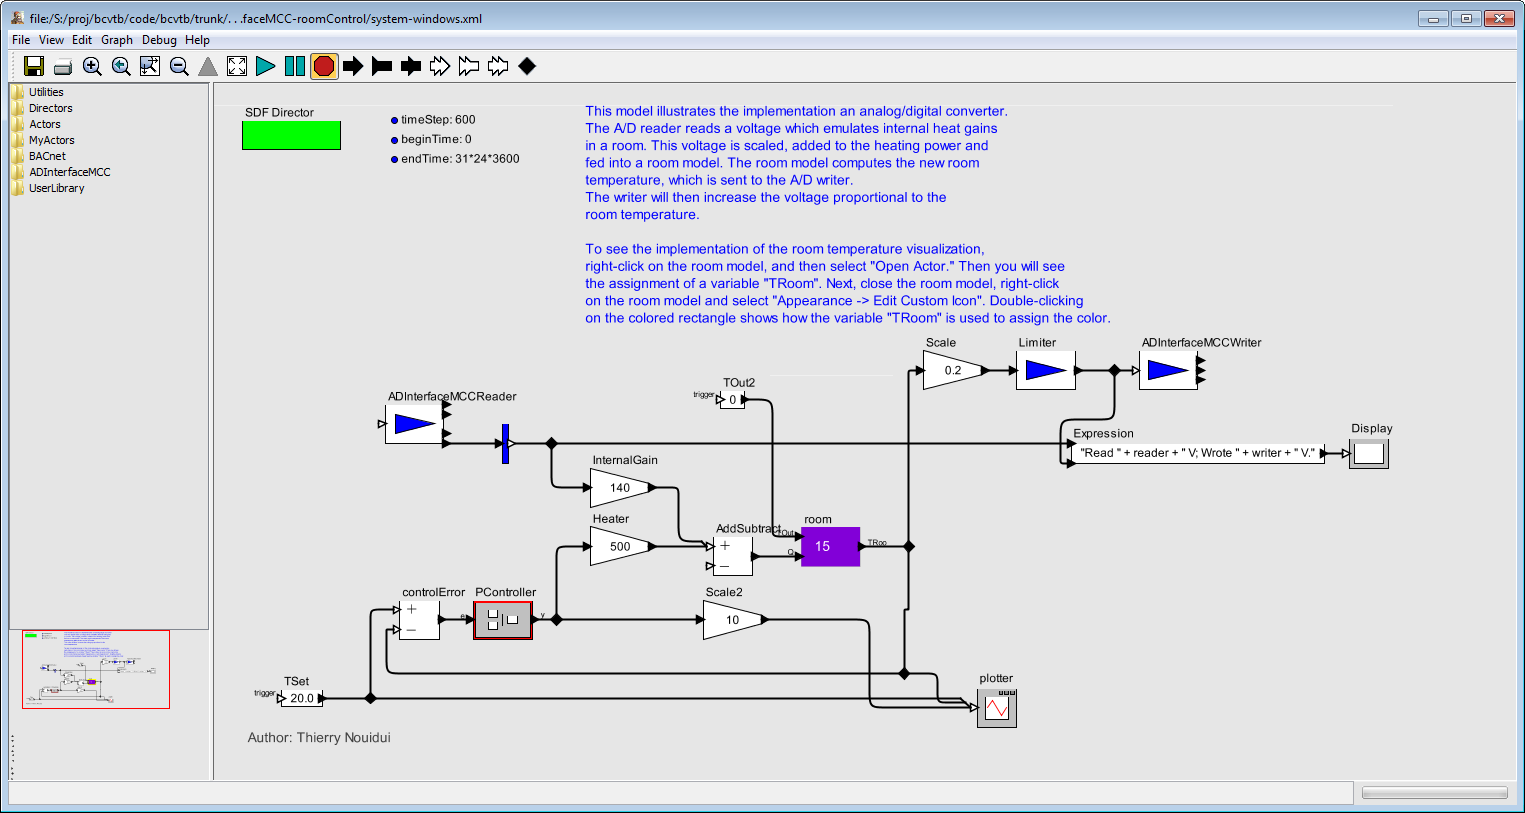 file:/S:/proj/bcvtb/code/bcvtb/trunk/. . .faceMCC-roomControl/system-windows.xml
File View Edit Graph Debug Help
Utilities
Directors
Actors
MyActors
BACnet
ADInterfaceMCC
UserLibrary
SDF Director
timeStep: 600
beginTime: 0
endTime: 31*24*3600
This model illustrates the implementation an analog/digital converter.
The A/D reader reads a voltage which emulates internal heat gains
in a room. This voltage is scaled, added to the heating power and
fed into a room model. The room model computes the new room
temperature, which is sent to the A/D writer.
The writer will then increase the voltage proportional to the
room temperature.
To see the implementation of the room temperature visualization,
right-click on the room model, and then select "Open Actor." Then you will see
the assignment of a variable "TRoom". Next, close the room model, right-click
on the room model and select "Appearance -> Edit Custom Icon". Double-clicking
on the colored rectangle shows how the variable "TRoom" is used to assign the color.
Scale
0.2
Limiter
ADInterfaceMCCWriter
TOut2
trigger
0
ADInterfaceMCCReader
Expression
"Read " + reader + " V; Wrote " + writer + " V."
Display
InternalGain
140
Heater
500
AddSubtract
+
–
TOut
Q
room
15
TRoo
controlError
+
–
e
PController
y
Scale2
10
TSet
trigger
20.0
plotter
Author: Thierry Nouidui